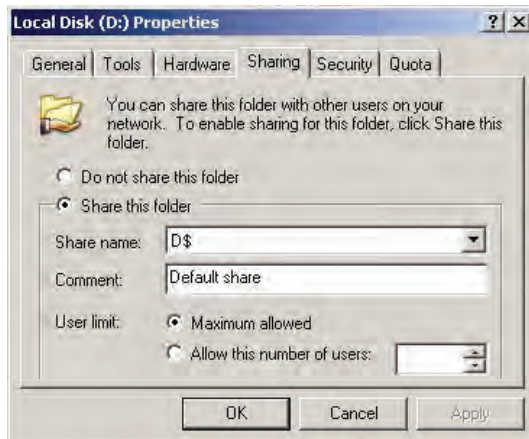 Local Disk (D:) Properties
? X
General Tools Hardware Sharing Security Quota
You can share this folder with other users on your
network. To enable sharing for this folder, click Share this
folder.
Do not share this folder
Share this folder
Share name: D$
Comment: Default share
User limit: Maximum allowed
Allow this number of users:
OK Cancel Apply